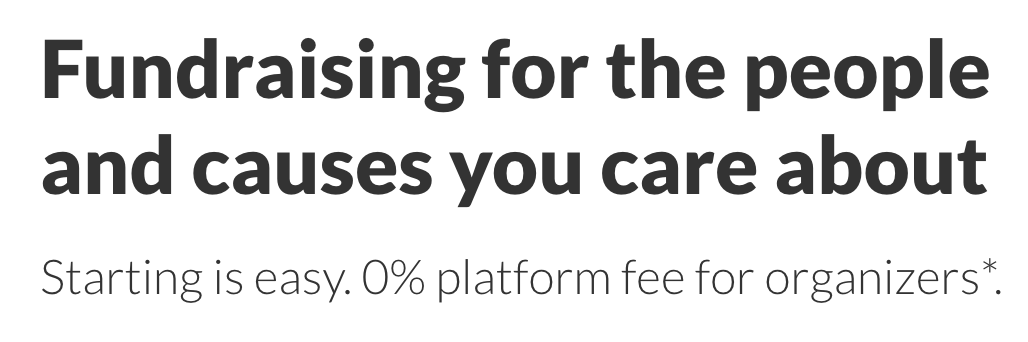 Fundraising for the people
and causes you care about
Starting is easy. 0% platform fee for organizers*.